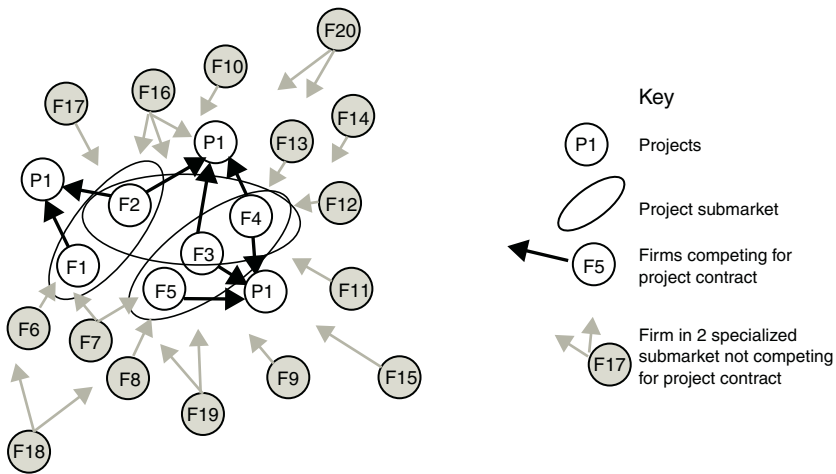 F20
F10
F16
F17
F14
F13
P1
P1
F2
F12
F4
F3
F1
F5
P1
F11
F6
F7
F8
F9
F15
F19
F18
Key
P1
Projects
Project submarket
F5
Firms competing for
project contract
F17
Firm in 2 specialized
submarket not competing
for project contract